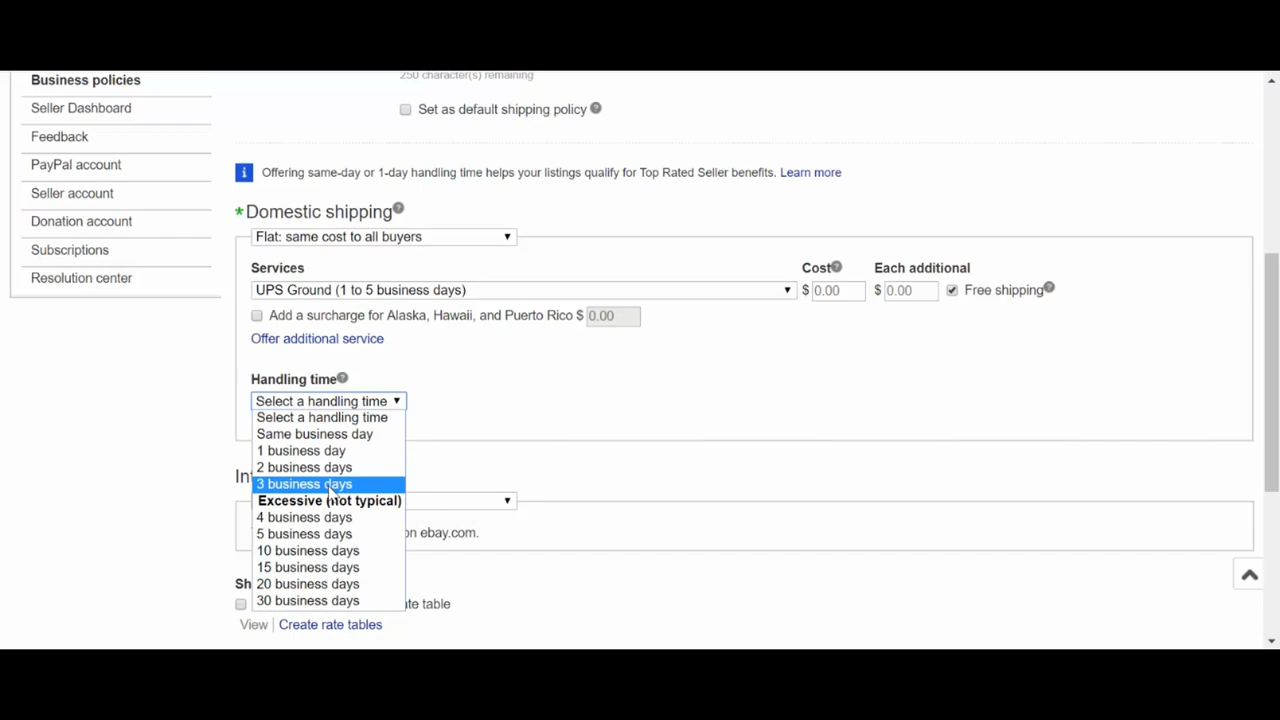 Business policies
250 character(s) remaining
Seller Dashboard
Set as default shipping policy
Feedback
PayPal account
Offering same-day or 1-day handling time helps your listings qualify for Top Rated Seller benefits. Learn more
Seller account
Donation account
Subscriptions
Resolution center
*Domestic shipping
Flat: same cost to all buyers
Services Cost Each additional
UPS Ground (1 to 5 business days) $ 0.00 $ 0.00 Free shipping
Add a surcharge for Alaska, Hawaii, and Puerto Rico $ 0.00
Offer additional service
Handling time
Select a handling time
Select a handling time
Same business day
1 business day
2 business days
3 business days
Excessive (not typical)
4 business days
5 business days
on ebay.com.
10 business days
15 business days
20 business days
30 business days
table
View | Create rate tables